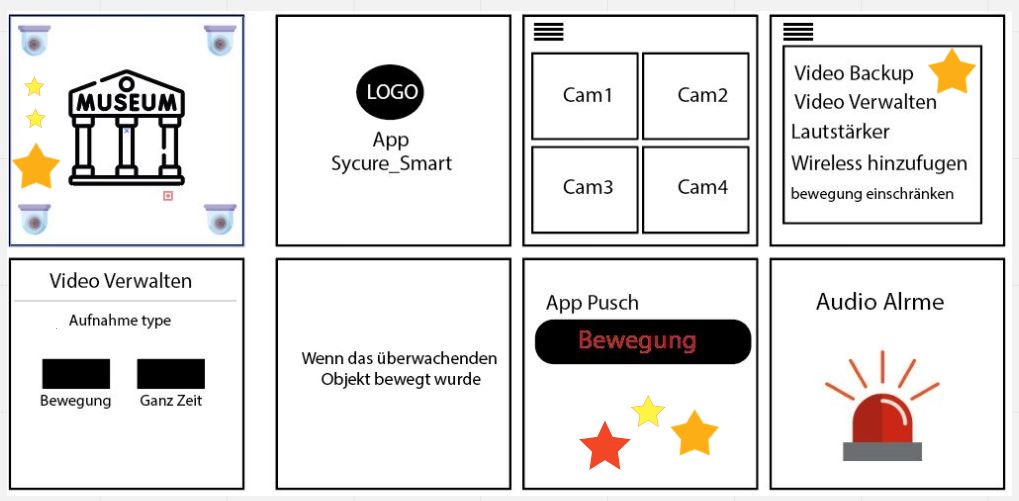 MUSEUM
LOGO
App
Sycure_Smart
Cam1
Cam2
Cam3
Cam4
Video Backup
Video Verwalten
Lautstärker
Wireless hinzufugen
bewegung einschränken
Video Verwalten
Aufnahme type
Bewegung
Ganz Zeit
Wenn das überwachenden
Objekt bewegt wurde
App Pusch
Bewegung
Audio Alrme